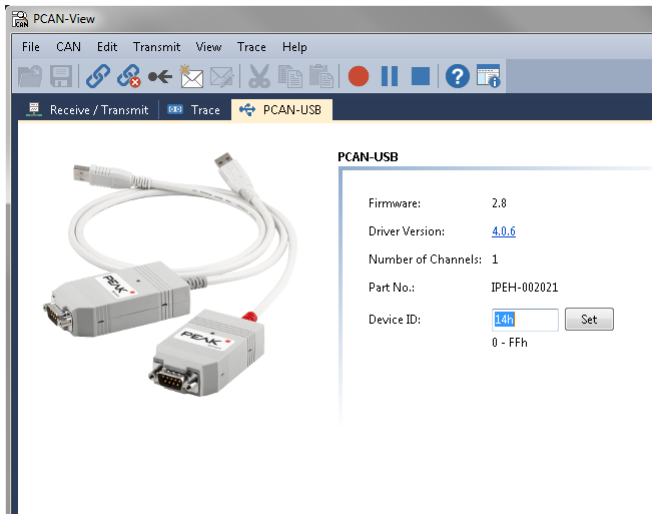 PCAN-View
File CAN Edit Transmit View Trace Help
Receive / Transmit Trace PCAN-USB
PCAN-USB
Firmware: 2.8
Driver Version: 4.0.6
Number of Channels: 1
Part No.: IPEH-002021
Device ID: 14h Set
0 - FFh
PEAK
PEAK